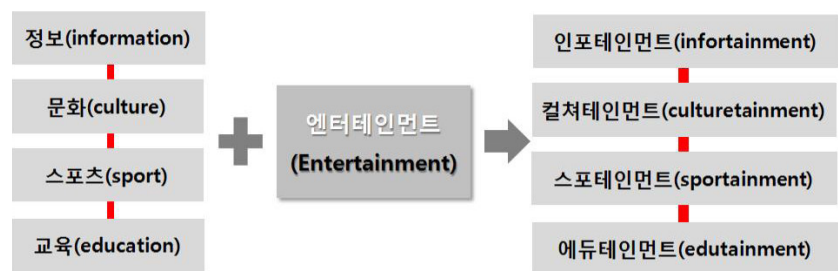 정보(information)
문화(culture)
스포츠(sport)
교육(education)
엔터테인먼트
(Entertainment)
인포테인먼트(infortainment)
컬쳐테인먼트(culturetainment)
스포테인먼트(sportainment)
에듀테인먼트(edutainment)